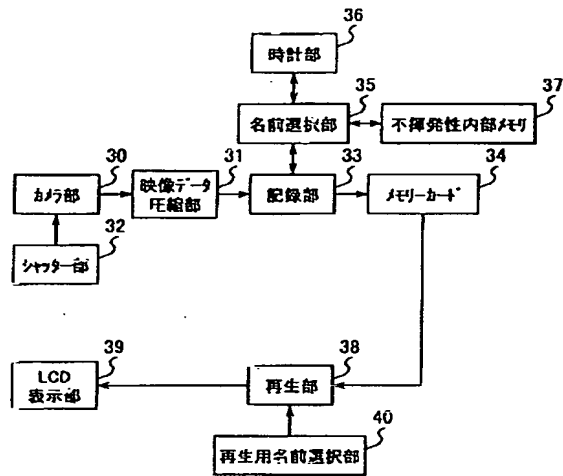 36
時計部
35
37
名前選択部
不揮発性内部メモリ
30
31
33
34
カメラ部
映像データ
圧縮部
記録部
メモリーカード
32
シャッター部
39
38
LCD
表示部
再生部
40
再生用名前選択部